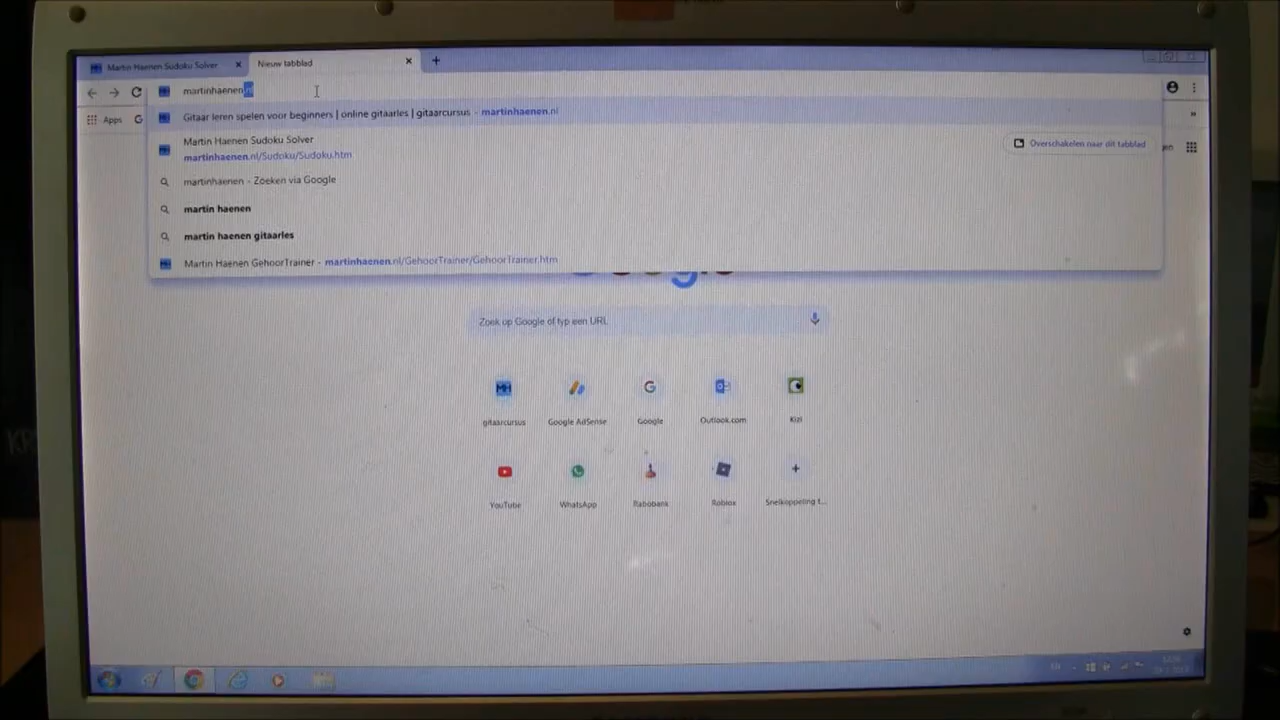 Martin Haenen Sudoku Solver
Nieuw tabblad
martinhaenen.nl
Apps
Gitaar leren spelen voor beginners | online gitaarles | gitaarcursus - martinhaenen.nl
Martin Haenen Sudoku Solver
martinhaenen.nl/Sudoku/Sudoku.htm
Overschakelen naar dit tabblad
martinhaenen - Zoeken via Google
martin haenen
martin haenen gitaarles
Martin Haenen GehoorTrainer - martinhaenen.nl/GehoorTrainer/GehoorTrainer.htm
Zoek up Google of typ een URL
gitaarcursus
Google AdSense
Google
Outlook.com
Kizi
YouTube
WhatsApp
Rabobank
Roblox
Snelkoppeling t...